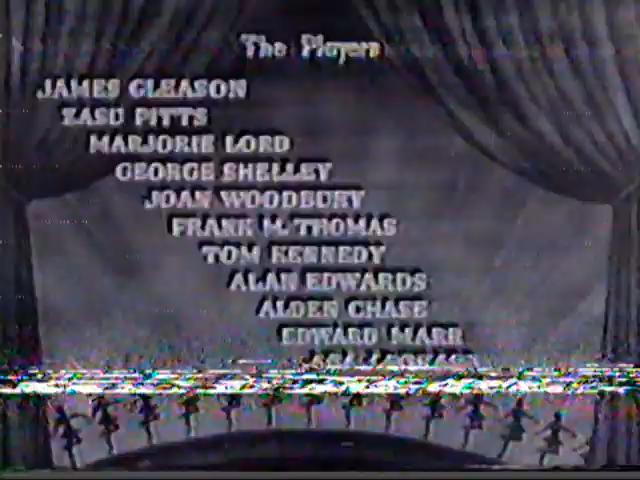 The Players
JAMES GLEASON
ZASU PITTS
MARJORIE LORD
GEORGE SHELLEY
JOAN WOODBURY
FRANK M. THOMAS
TOM KENNEDY
ALAN EDWARDS
ALDEN CHASE
EDWARD MARR